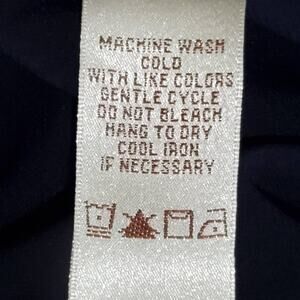 MACHINE WASH
COLD
WITH LIKE COLORS
GENTLE CYCLE
DO NOT BLEACH
HANG TO DRY
COOL IRON
IF NECESSARY